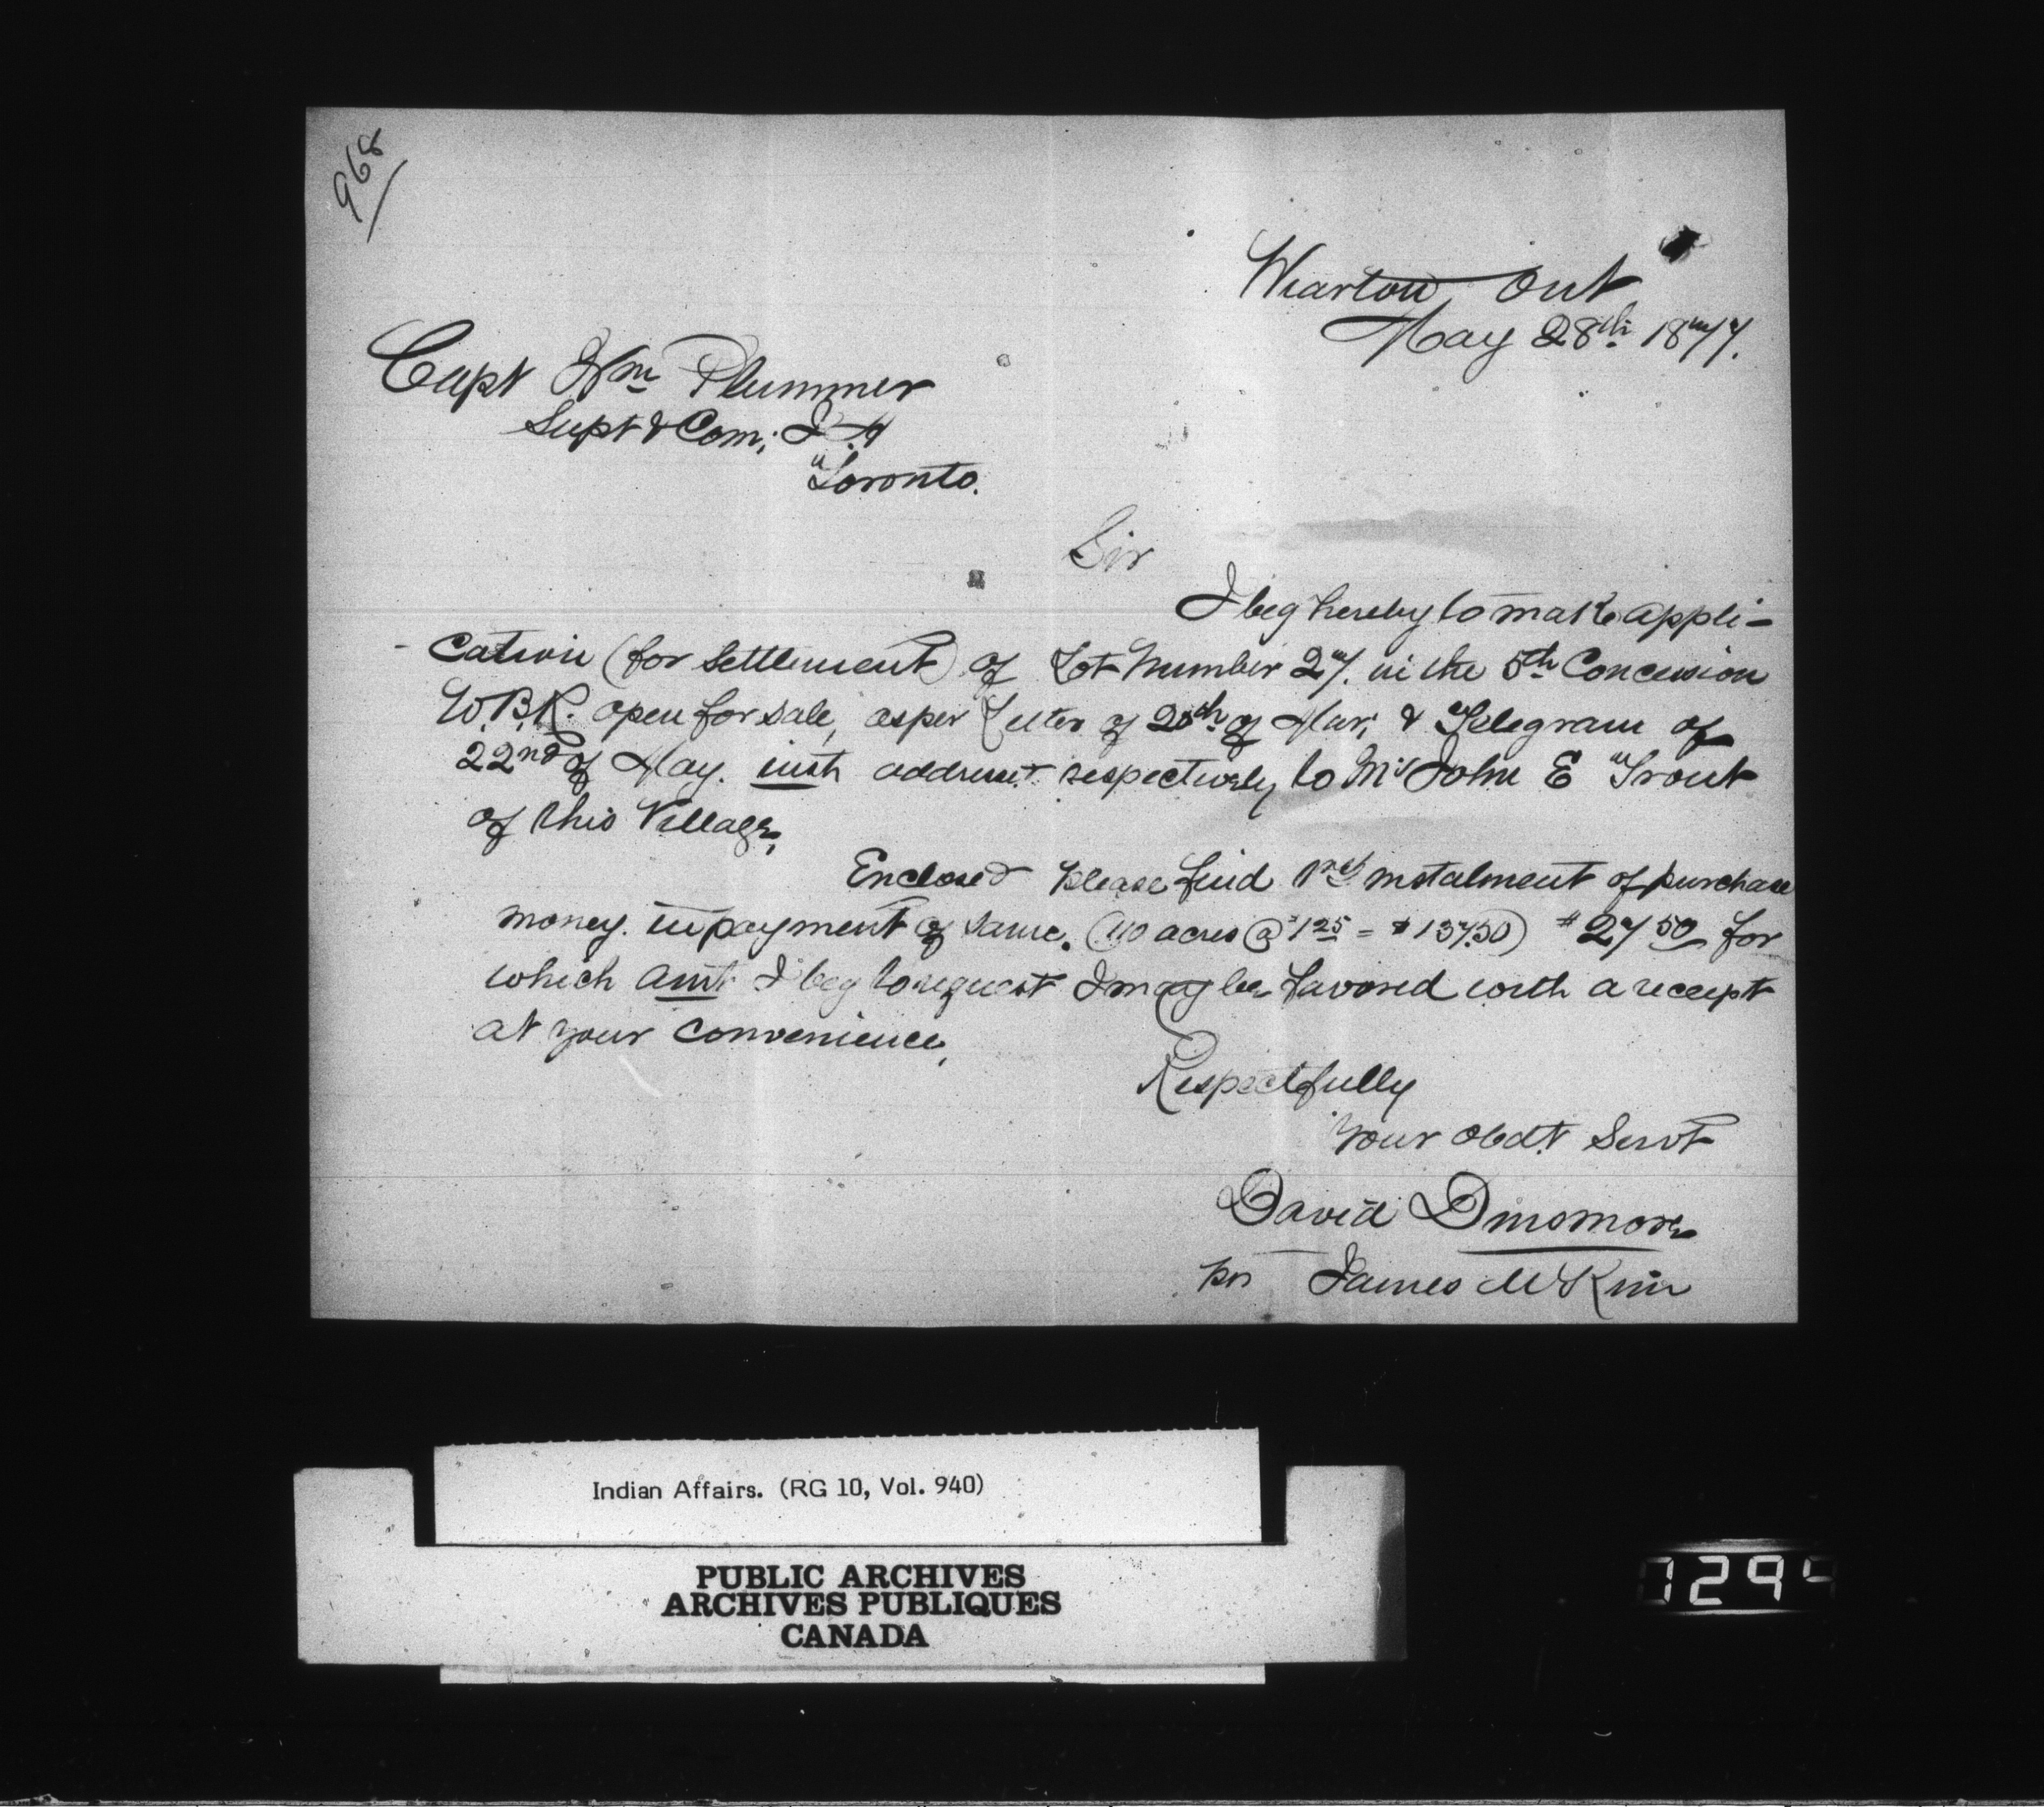 968
Wiarton, Ont
May 28th 1877.
Capt Wm Plummer
Supt & Com; I A
Toronto.
Sir
I beg hereby to make appli-
cation (for settlement) of Lot Number 27. in the 5th Concession
W.B.R. open for sale, as per Letter of 20th of Mar; & Telegram of
22nd of May. inst. addressed respectively to Mr John E Trout
of this Village,
Enclosed please find 1st instalment of purchase
money. in payment of same. (110 acres @ $1.25 = $137.50) $27.50 for
which amt. I beg to request I may be favored with a receipt
at your convenience,
Respectfully
Your Obdt. Servt
David Dinsmore
per James McKim
Indian Affairs. (RG 10, Vol. 940)
PUBLIC ARCHIVES
ARCHIVES PUBLIQUES
CANADA